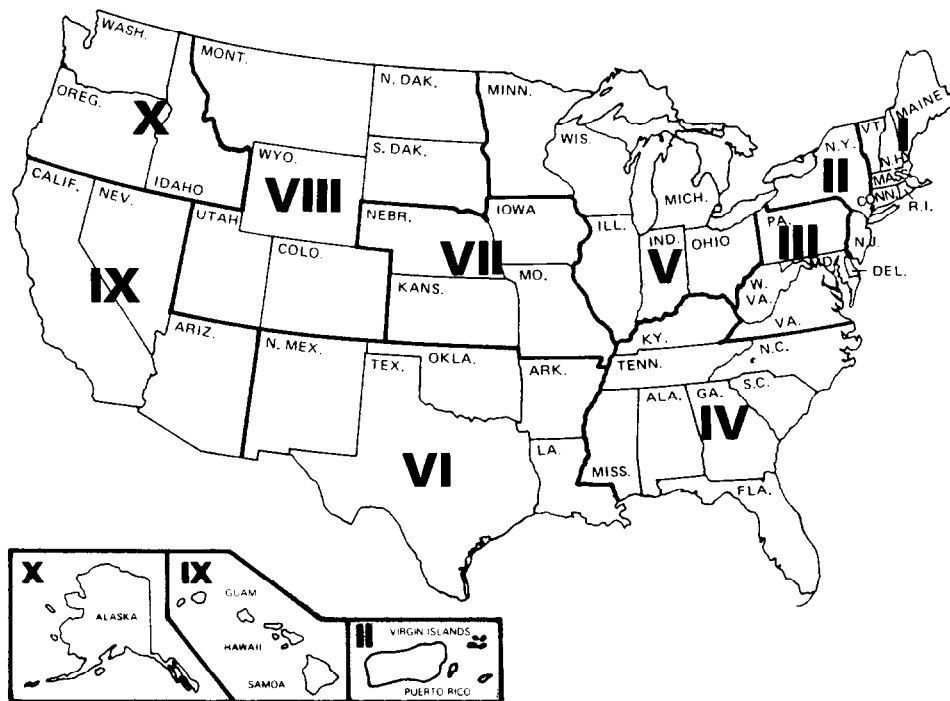 WASH.
MONT.
N. DAK.
MINN.
MAINE
OREG.
X
VT.
I
WIS.
N.Y.
N.H.
S. DAK.
WYO.
II
MASS.
CALIF.
NEV.
IDAHO
VIII
MICH.
CONN.
R.I.
UTAH
NEBR.
IOWA
PA.
ILL.
IND.
OHIO
III
N.J.
COLO.
VII
V
MD.
DEL.
IX
MO.
W.
VA.
KANS.
VA.
ARIZ.
N. MEX.
KY.
N.C.
TEX.
OKLA.
ARK.
TENN.
S.C.
ALA.
GA.
IV
LA.
VI
MISS.
FLA.
X
ALASKA
IX
GUAM
HAWAII
SAMOA
II
VIRGIN ISLANDS
PUERTO RICO